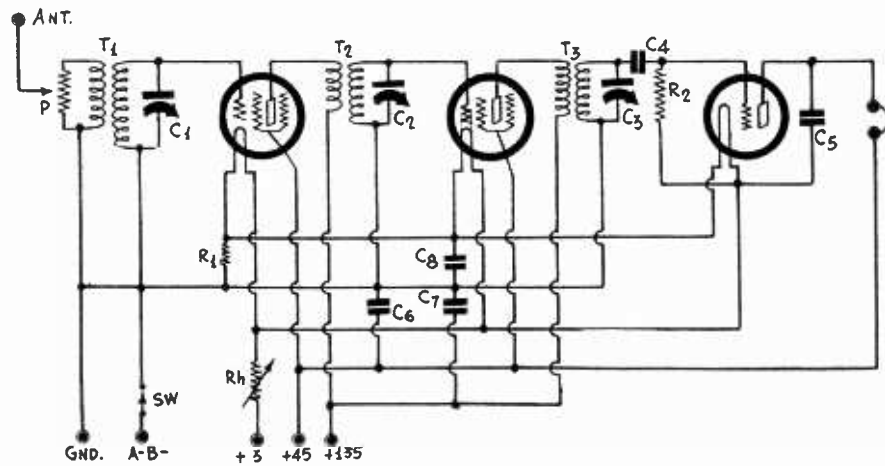 ANT.
P
T1
C1
T2
C2
T3
C3
C4
R2
C5
R1
C8
C6
C7
Rh
SW
GND.
A-B-
+3
+45
+135